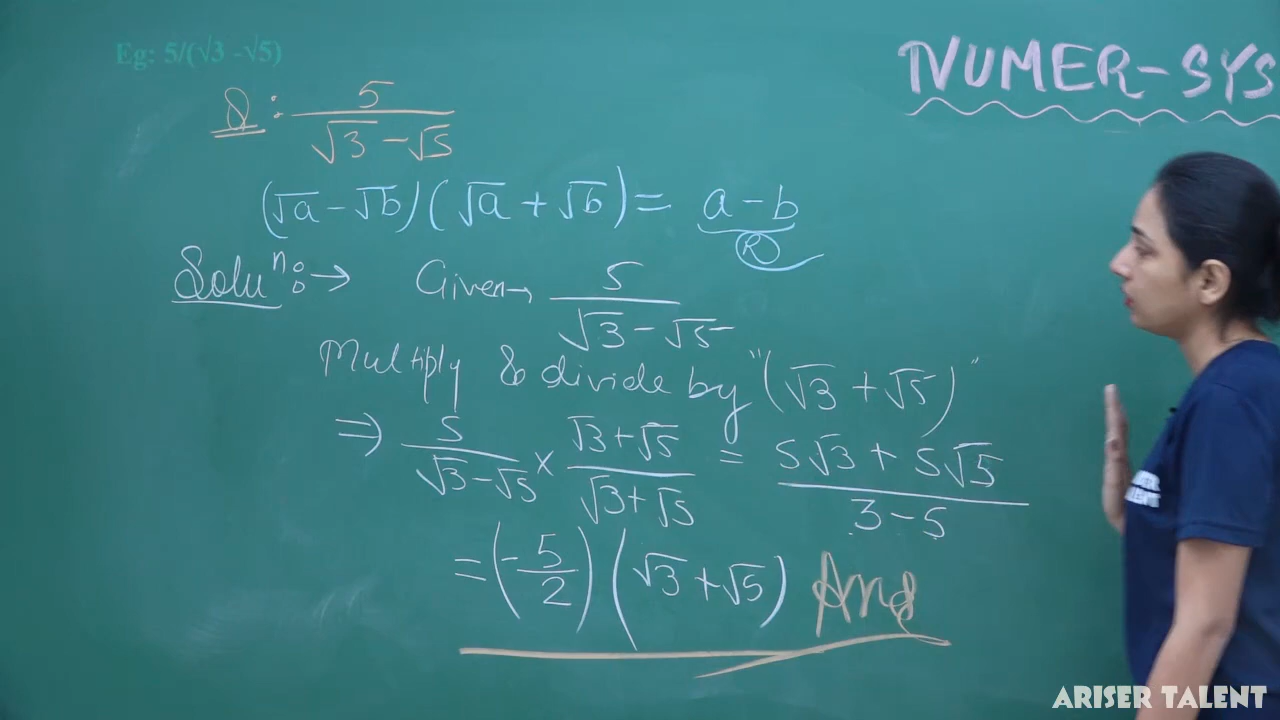 Eg: 5/(√3 -√5)
NUMER-SYS
Q: 5/(√3 - √5)
(√a - √b)(√a + √b) = a - b
R
Soluⁿ: → Given → 5/(√3 - √5)
Multiply & divide by "(√3 + √5)"
⇒ 5/(√3 - √5) × (√3 + √5)/(√3 + √5) = (5√3 + 5√5)/(3 - 5)
= (-5/2)(√3 + √5) Ans
ARISER TALENT